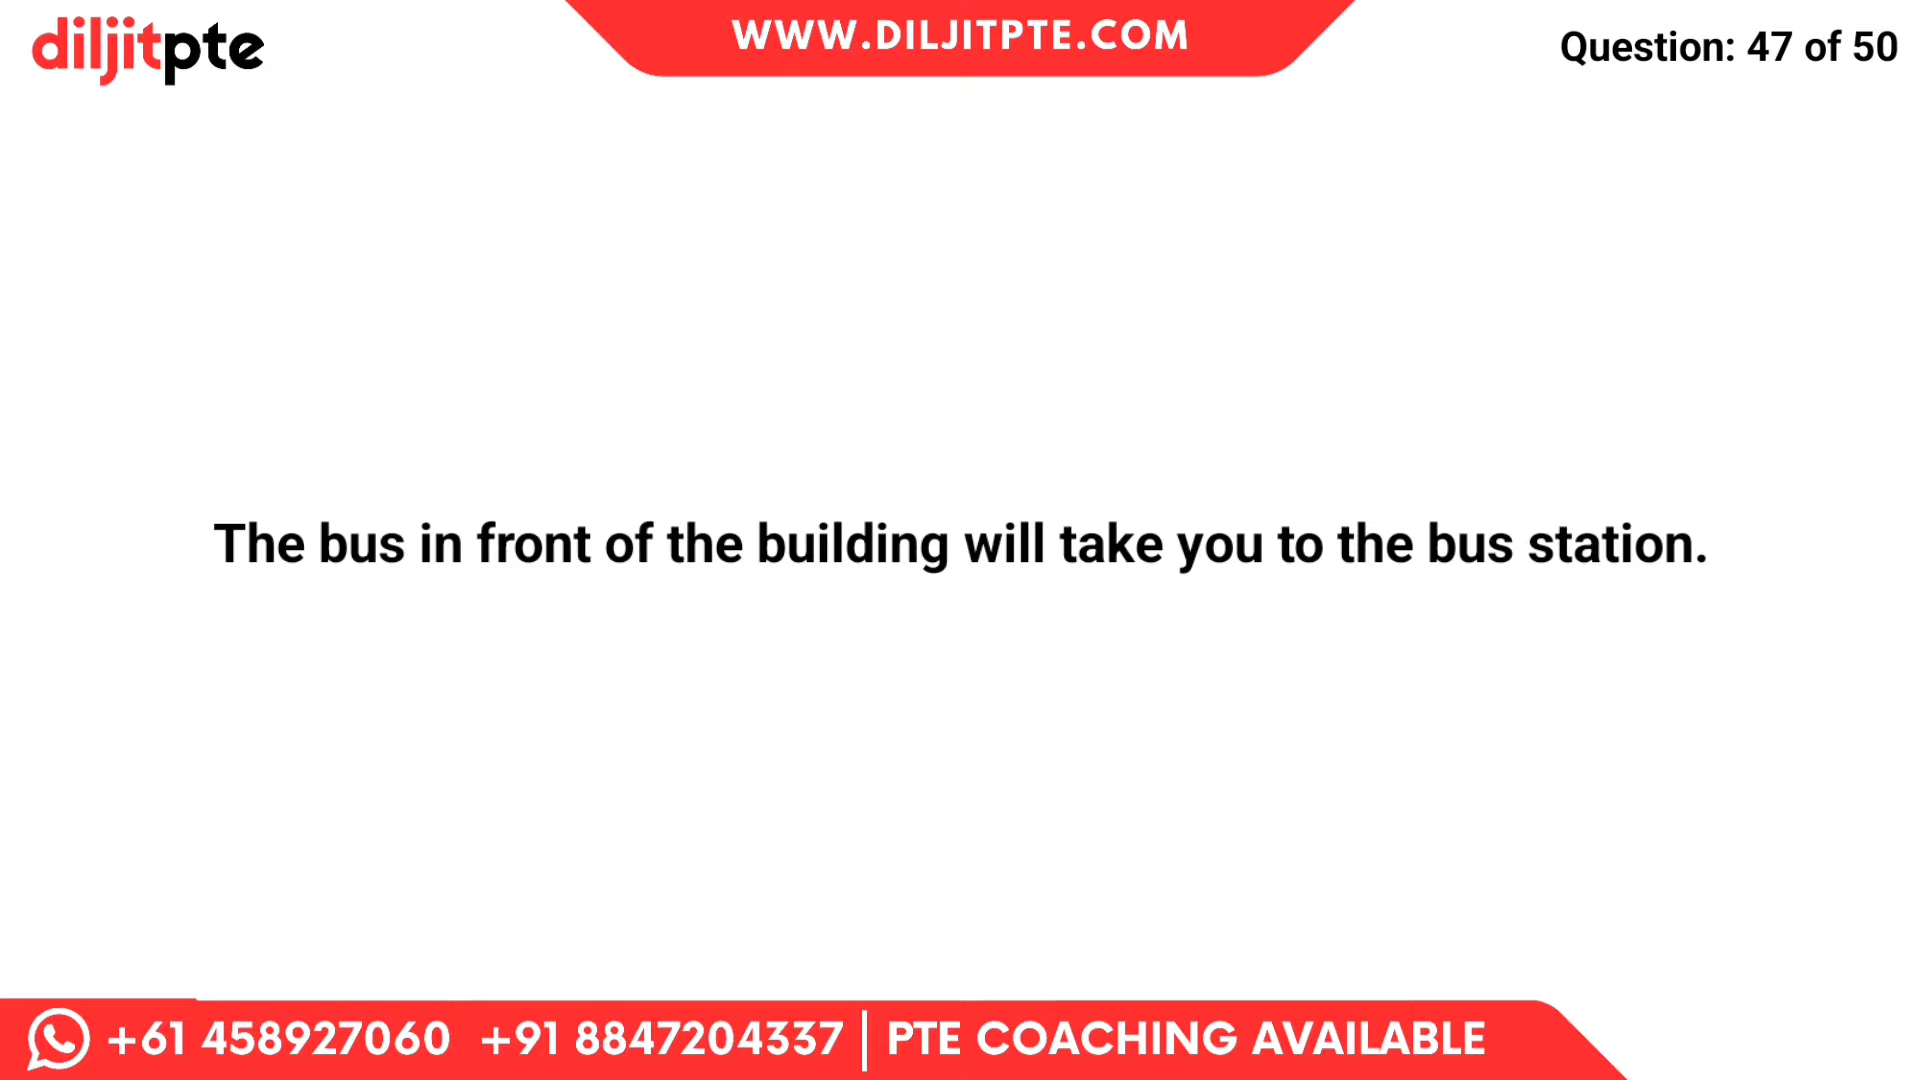 diljitpte
WWW.DILJITPTE.COM
Question: 47 of 50
The bus in front of the building will take you to the bus station.
+61 458927060 +91 8847204337 | PTE COACHING AVAILABLE